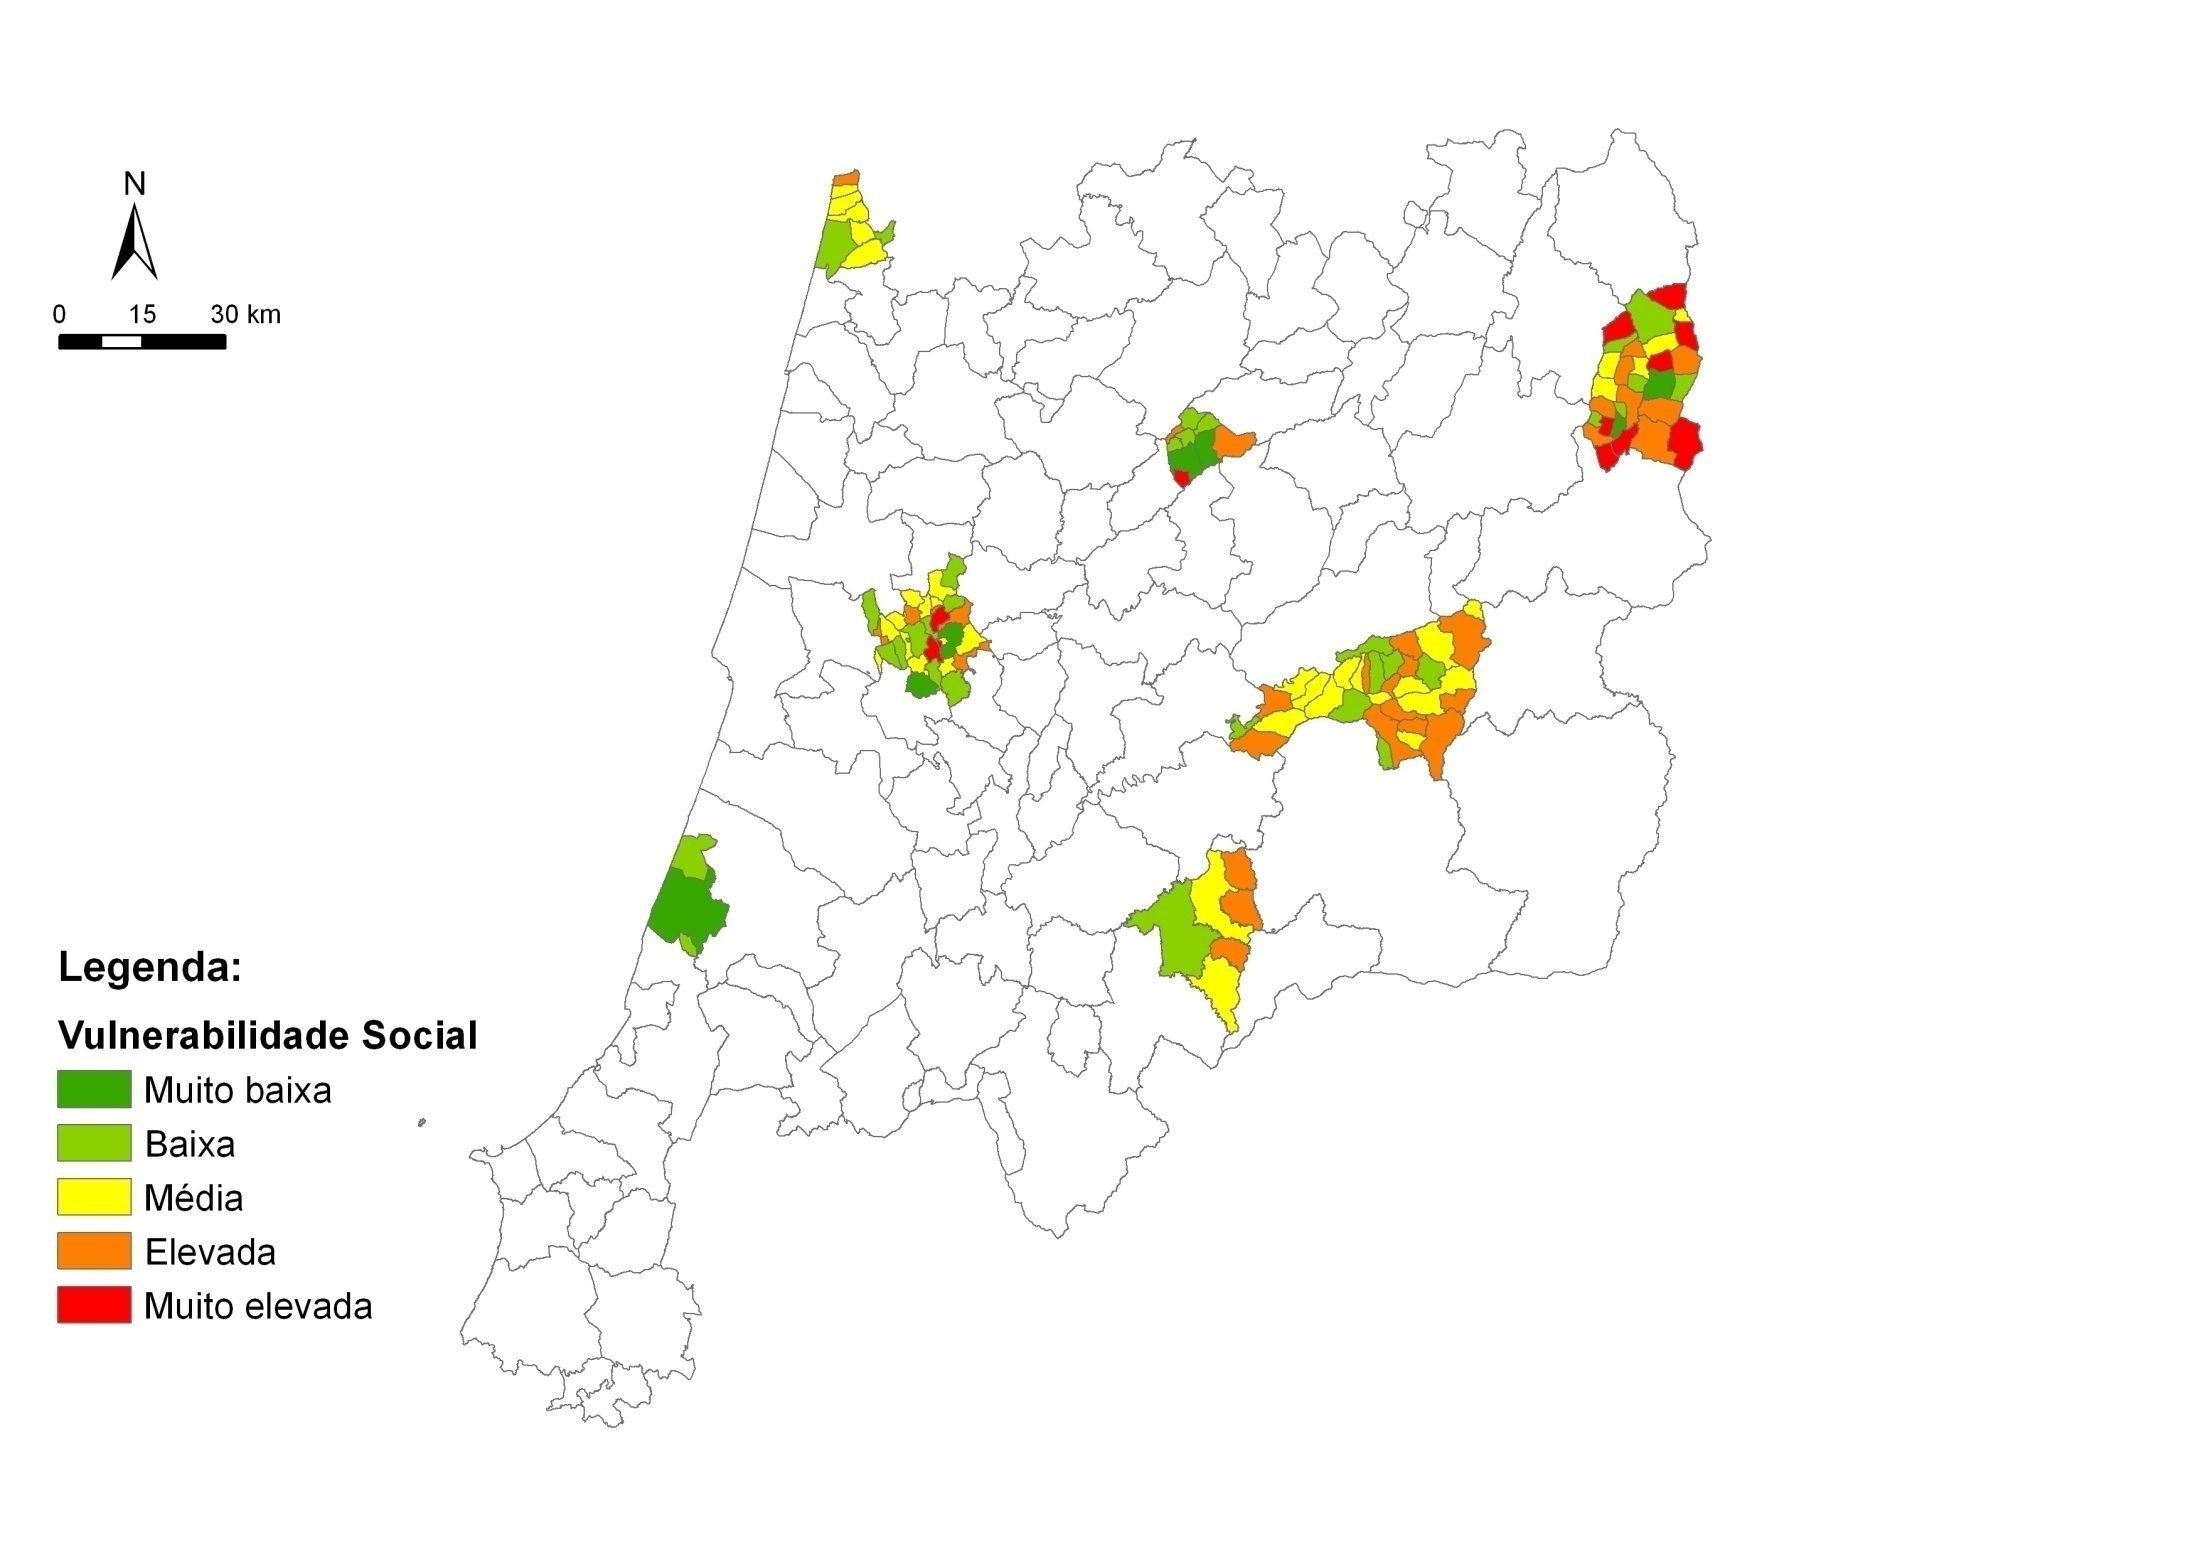 N
0 15 30 km
Legenda:
Vulnerabilidade Social
Muito baixa
Baixa
Média
Elevada
Muito elevada